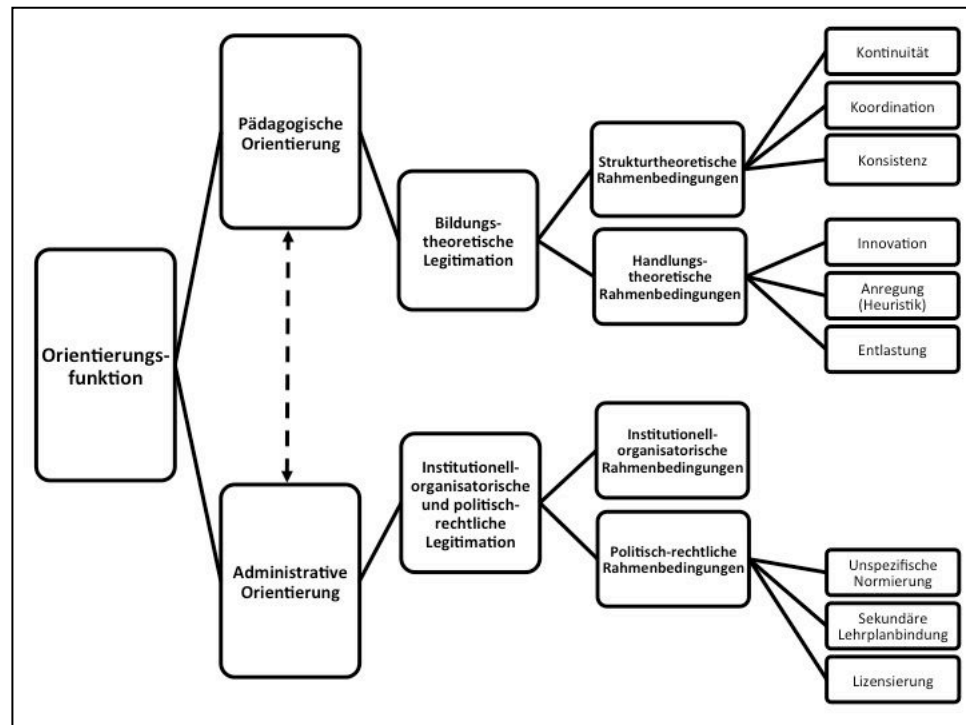 Orientierungs-
funktion
Pädagogische
Orientierung
Administrative
Orientierung
Bildungs-
theoretische
Legitimation
Institutionell-
organisatorische
und politisch-
rechtliche
Legitimation
Strukturtheoretische
Rahmenbedingungen
Handlungs-
theoretische
Rahmenbedingungen
Institutionell-
organisatorische
Rahmenbedingungen
Politisch-rechtliche
Rahmenbedingungen
Kontinuität
Koordination
Konsistenz
Innovation
Anregung
(Heuristik)
Entlastung
Unspezifische
Normierung
Sekundäre
Lehrplanbindung
Lizensierung